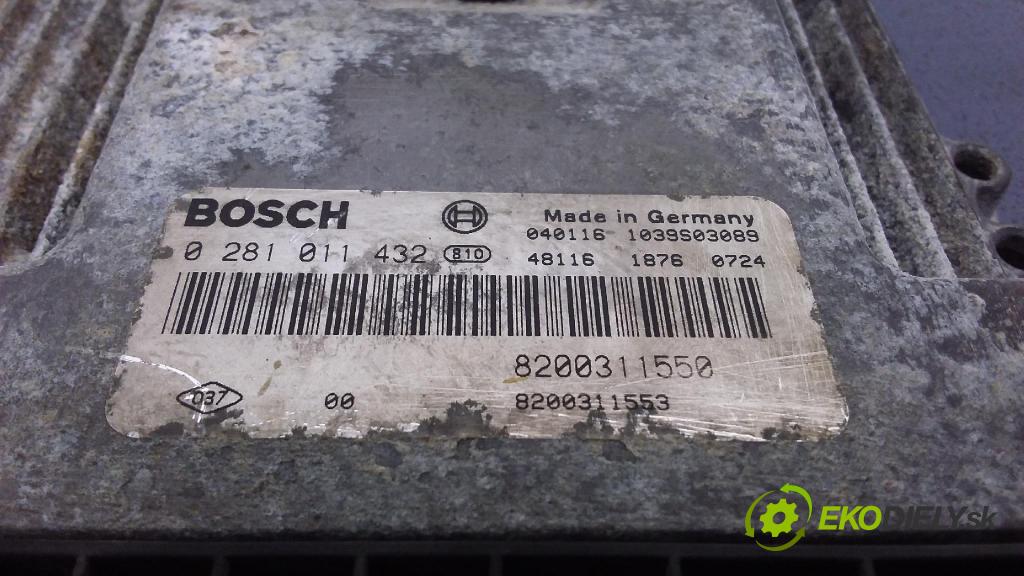 BOSCH
Made in Germany
040116 1039S03089
0 281 011 432 810
48116 1876 0724
8200311550
037 00 8200311553
EKODIELY.sk